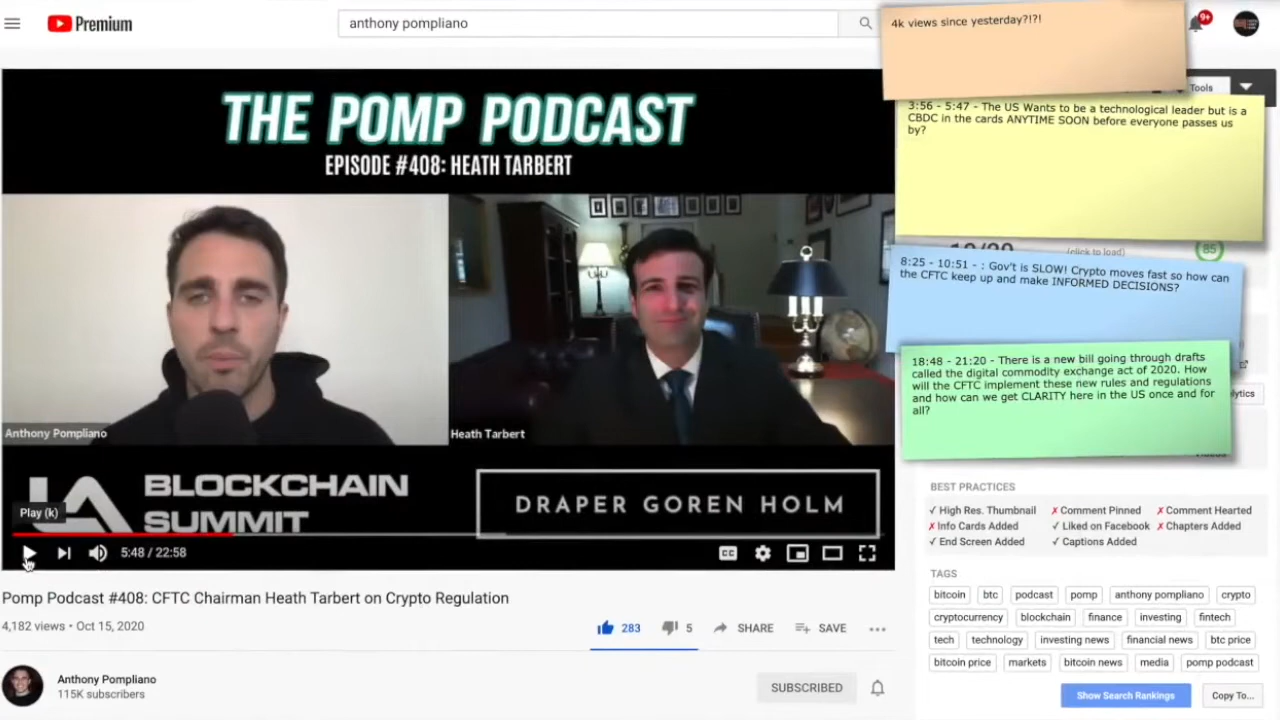 Premium
anthony pompliano
9+
4k views since yesterday?!?!
Tools
THE POMP PODCAST
EPISODE #408: HEATH TARBERT
3:56 - 5:47 - The US Wants to be a technological leader but is a
CBDC in the cards ANYTIME SOON before everyone passes us
by?
(click to load)
85
8:25 - 10:51 - : Gov't is SLOW! Crypto moves fast so how can
the CFTC keep up and make INFORMED DECISIONS?
18:48 - 21:20 - There is a new bill going through drafts
called the digital commodity exchange act of 2020. How
will the CFTC implement these new rules and regulations
and how can we get CLARITY here in the US once and for
all?
lytics
Anthony Pompliano
Heath Tarbert
LA BLOCKCHAIN
SUMMIT
DRAPER GOREN HOLM
Play (k)
5:48 / 22:58
CC
Pomp Podcast #408: CFTC Chairman Heath Tarbert on Crypto Regulation
4,182 views • Oct 15, 2020
283
5
SHARE
SAVE
Anthony Pompliano
115K subscribers
SUBSCRIBED
BEST PRACTICES
✓ High Res. Thumbnail ✗ Comment Pinned ✗ Comment Hearted
✗ Info Cards Added ✓ Liked on Facebook ✗ Chapters Added
✓ End Screen Added ✓ Captions Added
TAGS
bitcoin btc podcast pomp anthony pompliano crypto
cryptocurrency blockchain finance investing fintech
tech technology investing news financial news btc price
bitcoin price markets bitcoin news media pomp podcast
Show Search Rankings Copy To...